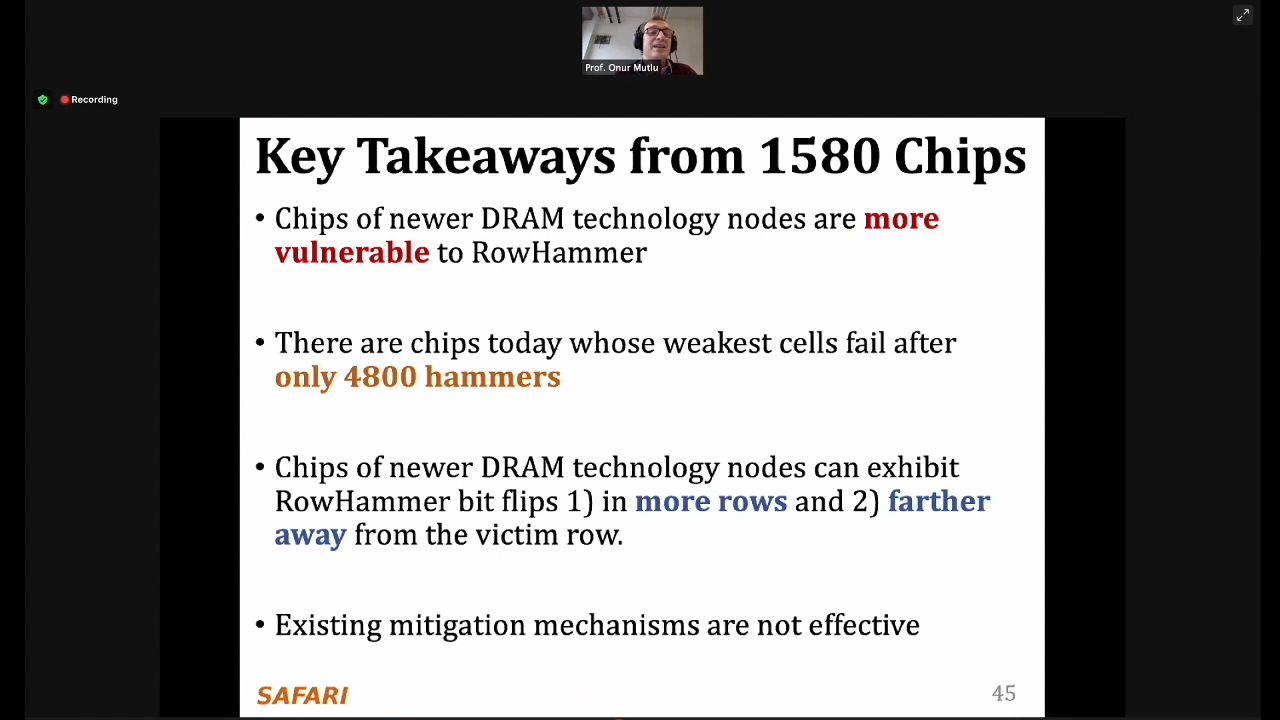 Prof. Onur Mutlu
Recording
Key Takeaways from 1580 Chips
• Chips of newer DRAM technology nodes are more
vulnerable to RowHammer
• There are chips today whose weakest cells fail after
only 4800 hammers
• Chips of newer DRAM technology nodes can exhibit
RowHammer bit flips 1) in more rows and 2) farther
away from the victim row.
• Existing mitigation mechanisms are not effective
SAFARI
45